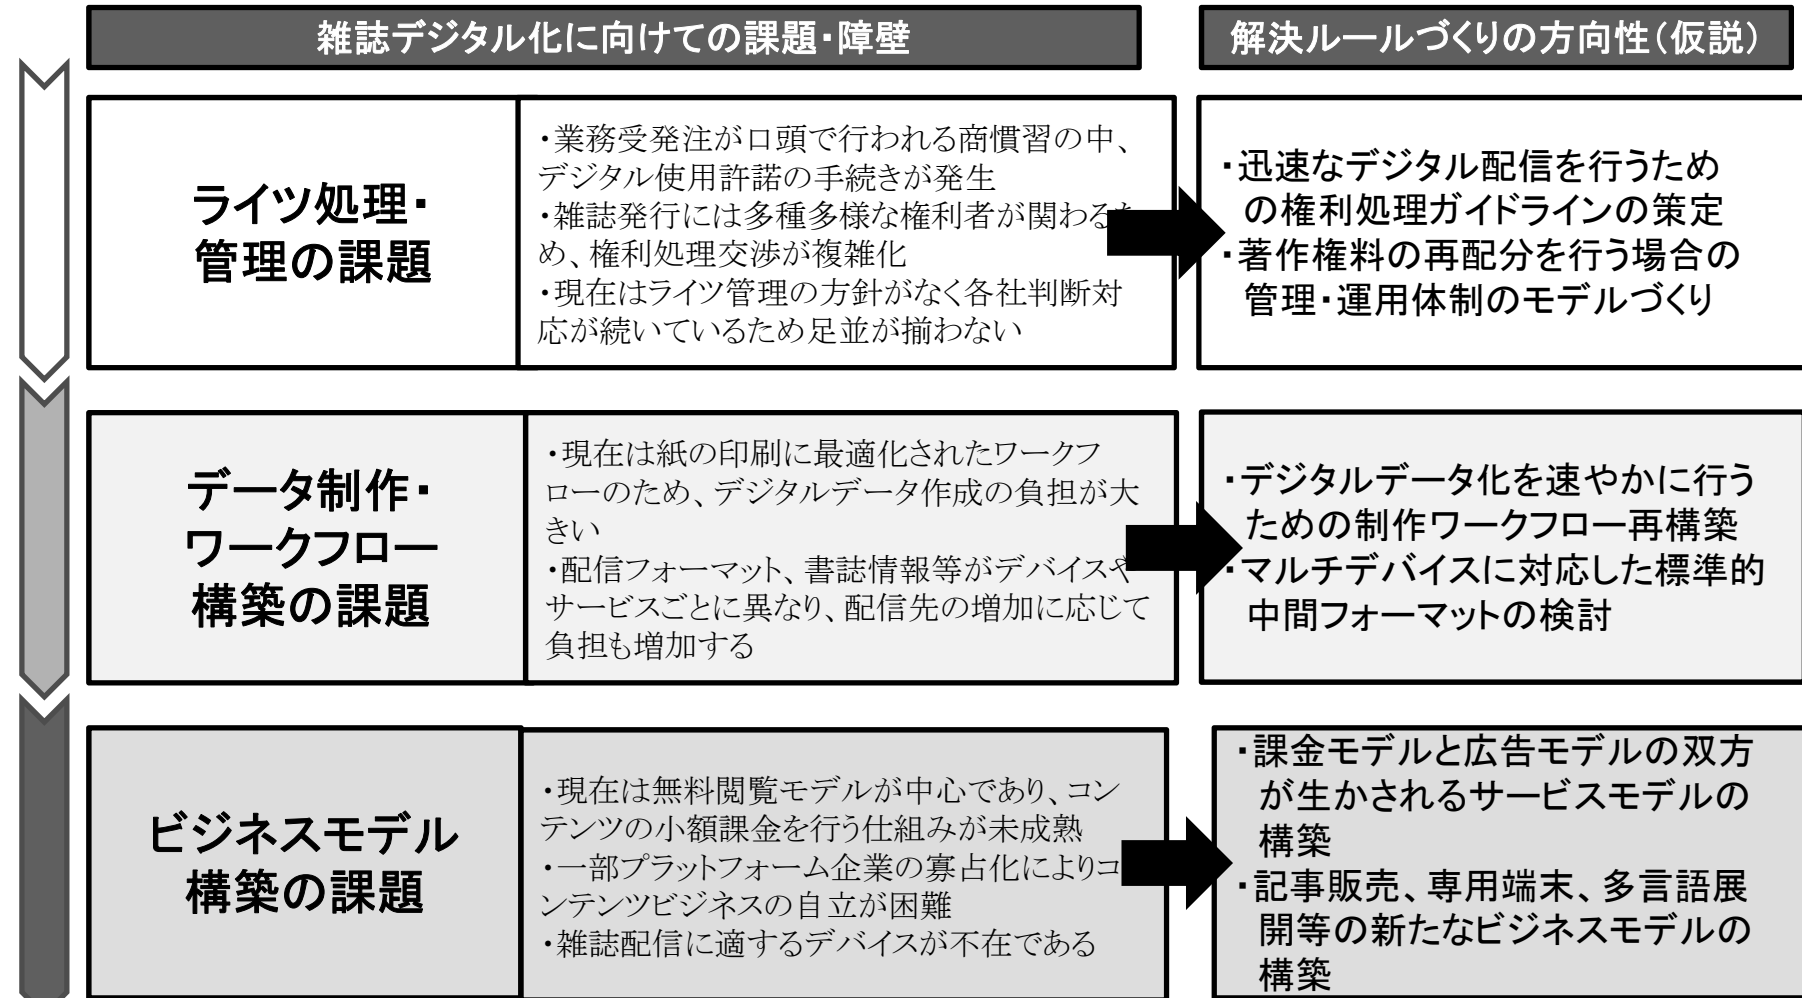 雑誌デジタル化に向けての課題・障壁
解決ルールづくりの方向性（仮説）
ライツ処理・
管理の課題
・業務受発注が口頭で行われる商慣習の中、
デジタル使用許諾の手続きが発生
・雑誌発行には多種多様な権利者が関わるた
め、権利処理交渉が複雑化
・現在はライツ管理の方針がなく各社判断対
応が続いているため足並が揃わない
・迅速なデジタル配信を行うため
の権利処理ガイドラインの策定
・著作権料の再配分を行う場合の
管理・運用体制のモデルづくり
データ制作・
ワークフロー
構築の課題
・現在は紙の印刷に最適化されたワークフ
ローのため、デジタルデータ作成の負担が大
きい
・配信フォーマット、書誌情報等がデバイスや
サービスごとに異なり、配信先の増加に応じて
負担も増加する
・デジタルデータ化を速やかに行う
ための制作ワークフロー再構築
・マルチデバイスに対応した標準的
中間フォーマットの検討
ビジネスモデル
構築の課題
・現在は無料閲覧モデルが中心であり、コン
テンツの小額課金を行う仕組みが未成熟
・一部プラットフォーム企業の寡占化によりコ
ンテンツビジネスの自立が困難
・雑誌配信に適するデバイスが不在である
・課金モデルと広告モデルの双方
が生かされるサービスモデルの
構築
・記事販売、専用端末、多言語展
開等の新たなビジネスモデルの
構築